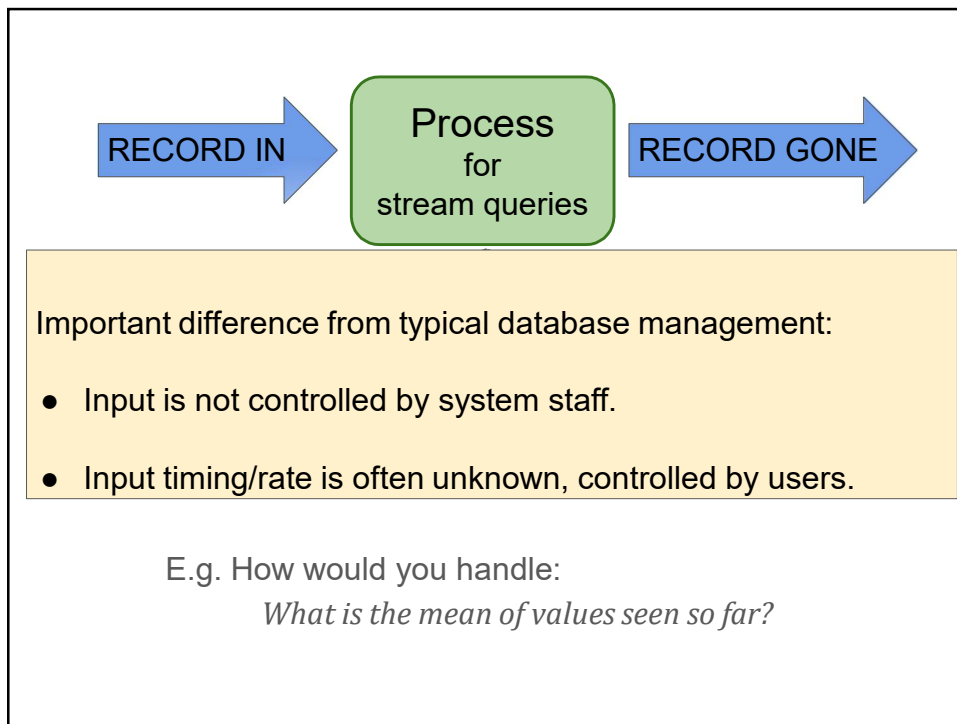 RECORD IN
Process
for
stream queries
RECORD GONE
Important difference from typical database management:
● Input is not controlled by system staff.
● Input timing/rate is often unknown, controlled by users.
E.g. How would you handle:
What is the mean of values seen so far?